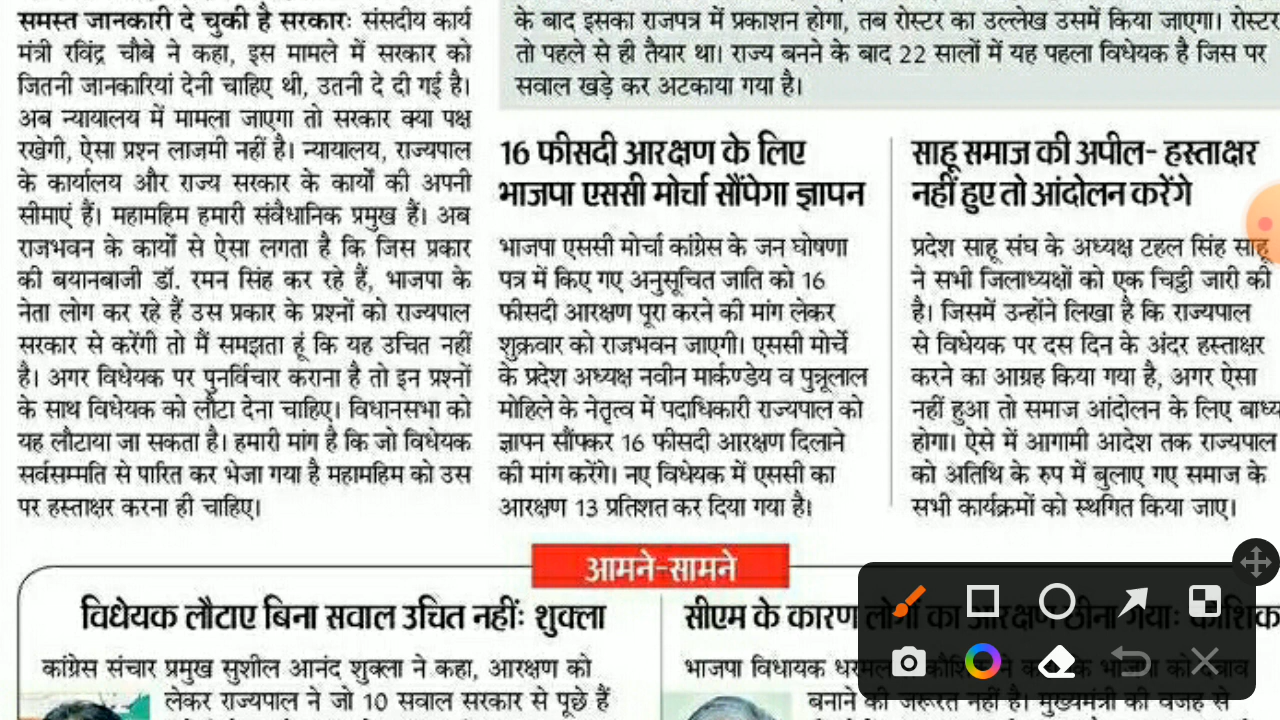 समस्त जानकारी दे चुकी है सरकारः संसदीय कार्य
मंत्री रविंद्र चौबे ने कहा, इस मामले में सरकार को
जितनी जानकारियां देनी चाहिए थी, उतनी दे दी गई है।
अब न्यायालय में मामला जाएगा तो सरकार क्या पक्ष
रखेगी, ऐसा प्रश्न लाजमी नहीं है। न्यायालय, राज्यपाल
के कार्यालय और राज्य सरकार के कार्यों की अपनी
सीमाएं हैं। महामहिम हमारी संवैधानिक प्रमुख हैं। अब
राजभवन के कार्यो से ऐसा लगता है कि जिस प्रकार
की बयानबाजी डॉ. रमन सिंह कर रहे हैं, भाजपा के
नेता लोग कर रहे हैं उस प्रकार के प्रश्नों को राज्यपाल
सरकार से करेंगी तो मैं समझता हूं कि यह उचित नहीं
है। अगर विधेयक पर पुनर्विचार कराना है तो इन प्रश्नों
के साथ विधेयक को लौटा देना चाहिए। विधानसभा को
यह लौटाया जा सकता है। हमारी मांग है कि जो विधेयक
सर्वसम्मति से पारित कर भेजा गया है महामहिम को उस
पर हस्ताक्षर करना ही चाहिए।
के बाद इसका राजपत्र में प्रकाशन होगा, तब रोस्टर का उल्लेख उसमें किया जाएगा। रोस्टर
तो पहले से ही तैयार था। राज्य बनने के बाद 22 सालों में यह पहला विधेयक है जिस पर
सवाल खड़े कर अटकाया गया है।
16 फीसदी आरक्षण के लिए
भाजपा एससी मोर्चा सौंपेगा ज्ञापन
भाजपा एससी मोर्चा कांग्रेस के जन घोषणा
पत्र में किए गए अनुसूचित जाति को 16
फीसदी आरक्षण पूरा करने की मांग लेकर
शुक्रवार को राजभवन जाएगी। एससी मोर्चे
के प्रदेश अध्यक्ष नवीन मार्कण्डेय व पुन्नूलाल
मोहिले के नेतृत्व में पदाधिकारी राज्यपाल को
ज्ञापन सौंपकर 16 फीसदी आरक्षण दिलाने
की मांग करेंगे। नए विधेयक में एससी का
आरक्षण 13 प्रतिशत कर दिया गया है।
साहू समाज की अपील- हस्ताक्षर
नहीं हुए तो आंदोलन करेंगे
प्रदेश साहू संघ के अध्यक्ष टहल सिंह साहू
ने सभी जिलाध्यक्षों को एक चिट्ठी जारी की
है। जिसमें उन्होंने लिखा है कि राज्यपाल
से विधेयक पर दस दिन के अंदर हस्ताक्षर
करने का आग्रह किया गया है, अगर ऐसा
नहीं हुआ तो समाज आंदोलन के लिए बाध्य
होगा। ऐसे में आगामी आदेश तक राज्यपाल
को अतिथि के रुप में बुलाए गए समाज के
सभी कार्यक्रमों को स्थगित किया जाए।
आमने-सामने
विधेयक लौटाए बिना सवाल उचित नहींः शुक्ला
कांग्रेस संचार प्रमुख सुशील आनंद शुक्ला ने कहा, आरक्षण को
लेकर राज्यपाल ने जो 10 सवाल सरकार से पूछे हैं
सीएम के कारण लोगों का आरक्षण छीना गयाः कौशिक
भाजपा विधायक धरमलाल कौशिक ने कहा कि भाजपा को दबाव
बनाने की जरूरत नहीं है। मुख्यमंत्री की वजह से